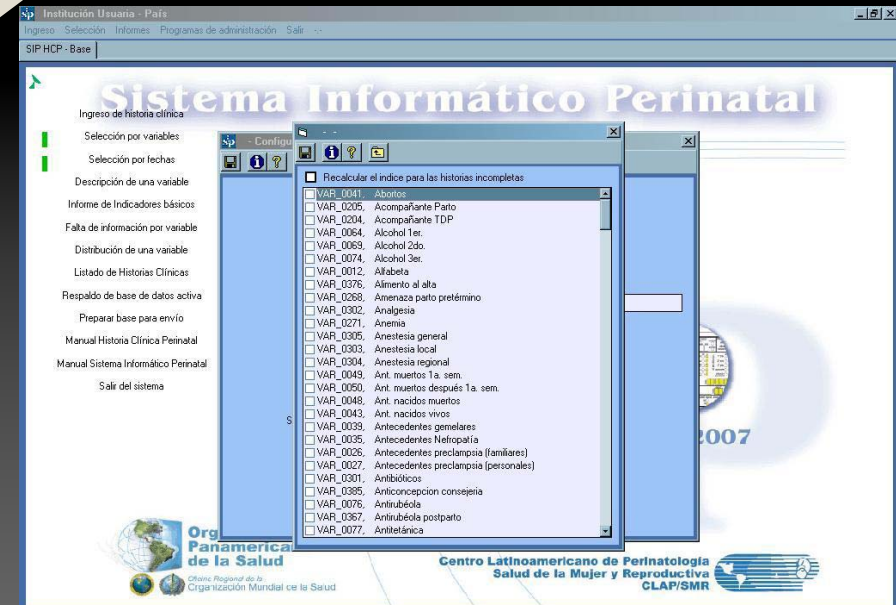 sip Institución Usuaria - País
Ingreso Selección Informes Programas de administración Salir -.-
SIP HCP - Base
Sistema Informático Perinatal
Ingreso de historia clínica
Selección por variables
Selección por fechas
Descripción de una variable
Informe de Indicadores básicos
Falta de información por variable
Distribución de una variable
Listado de Historias Clínicas
Respaldo de base de datos activa
Preparar base para envío
Manual Historia Clínica Perinatal
Manual Sistema Informático Perinatal
Salir del sistema
sip - Configu
- -
Recalcular el indice para las historias incompletas
VAR_0041, Abortos
VAR_0205, Acompañante Parto
VAR_0204, Acompañante TDP
VAR_0064, Alcohol 1er.
VAR_0069, Alcohol 2do.
VAR_0074, Alcohol 3er.
VAR_0012, Alfabeta
VAR_0376, Alimento al alta
VAR_0268, Amenaza parto pretérmino
VAR_0302, Analgesia
VAR_0271, Anemia
VAR_0305, Anestesia general
VAR_0303, Anestesia local
VAR_0304, Anestesia regional
VAR_0049, Ant. muertos 1a. sem.
VAR_0050, Ant. muertos después 1a. sem.
VAR_0048, Ant. nacidos muertos
VAR_0043, Ant. nacidos vivos
VAR_0039, Antecedentes gemelares
VAR_0035, Antecedentes Nefropatía
VAR_0026, Antecedentes preclampsia (familiares)
VAR_0027, Antecedentes preclampsia (personales)
VAR_0301, Antibióticos
VAR_0385, Anticoncepcion consejeria
VAR_0076, Antirubéola
VAR_0367, Antirubéola postparto
VAR_0077, Antitetánica
S
2007
Org
Panamerica
de la Salud
Oficina Regional de la
Organización Mundial de la Salud
Centro Latinoamericano de Perinatología
Salud de la Mujer y Reproductiva
CLAP/SMR